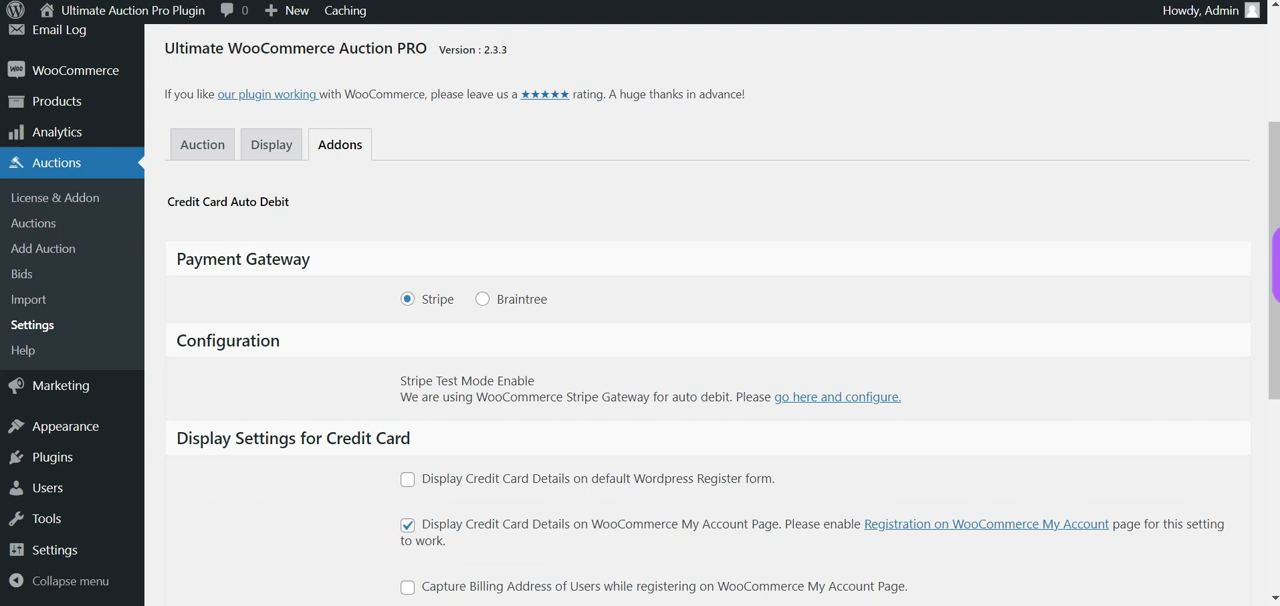 Ultimate Auction Pro Plugin 0 New Caching Howdy, Admin
Email Log
WooCommerce
Products
Analytics
Auctions
License & Addon
Auctions
Add Auction
Bids
Import
Settings
Help
Marketing
Appearance
Plugins
Users
Tools
Settings
Collapse menu
Ultimate WooCommerce Auction PRO Version : 2.3.3
If you like our plugin working with WooCommerce, please leave us a ★★★★★ rating. A huge thanks in advance!
Auction Display Addons
Credit Card Auto Debit
Payment Gateway
Stripe Braintree
Configuration
Stripe Test Mode Enable
We are using WooCommerce Stripe Gateway for auto debit. Please go here and configure.
Display Settings for Credit Card
Display Credit Card Details on default Wordpress Register form.
Display Credit Card Details on WooCommerce My Account Page. Please enable Registration on WooCommerce My Account page for this setting
to work.
Capture Billing Address of Users while registering on WooCommerce My Account Page.